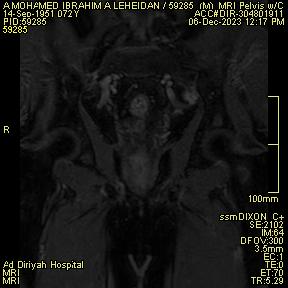 A MOHAMED IBRAHIM A LEHEIDAN / 59285 (M) MRI Pelvis w/C
14-Sep-1951 072Y ACC#DIR-304801911
PID:59285 06-Dec-2023 12:17 PM
59285
R
100mm
ssmDIXON C+
SE:2102
IM:64
DFOV:300
3.5mm
EC:1
Ad Diriyah Hospital TE:0
MRI ET:70
MRI TR:5.29